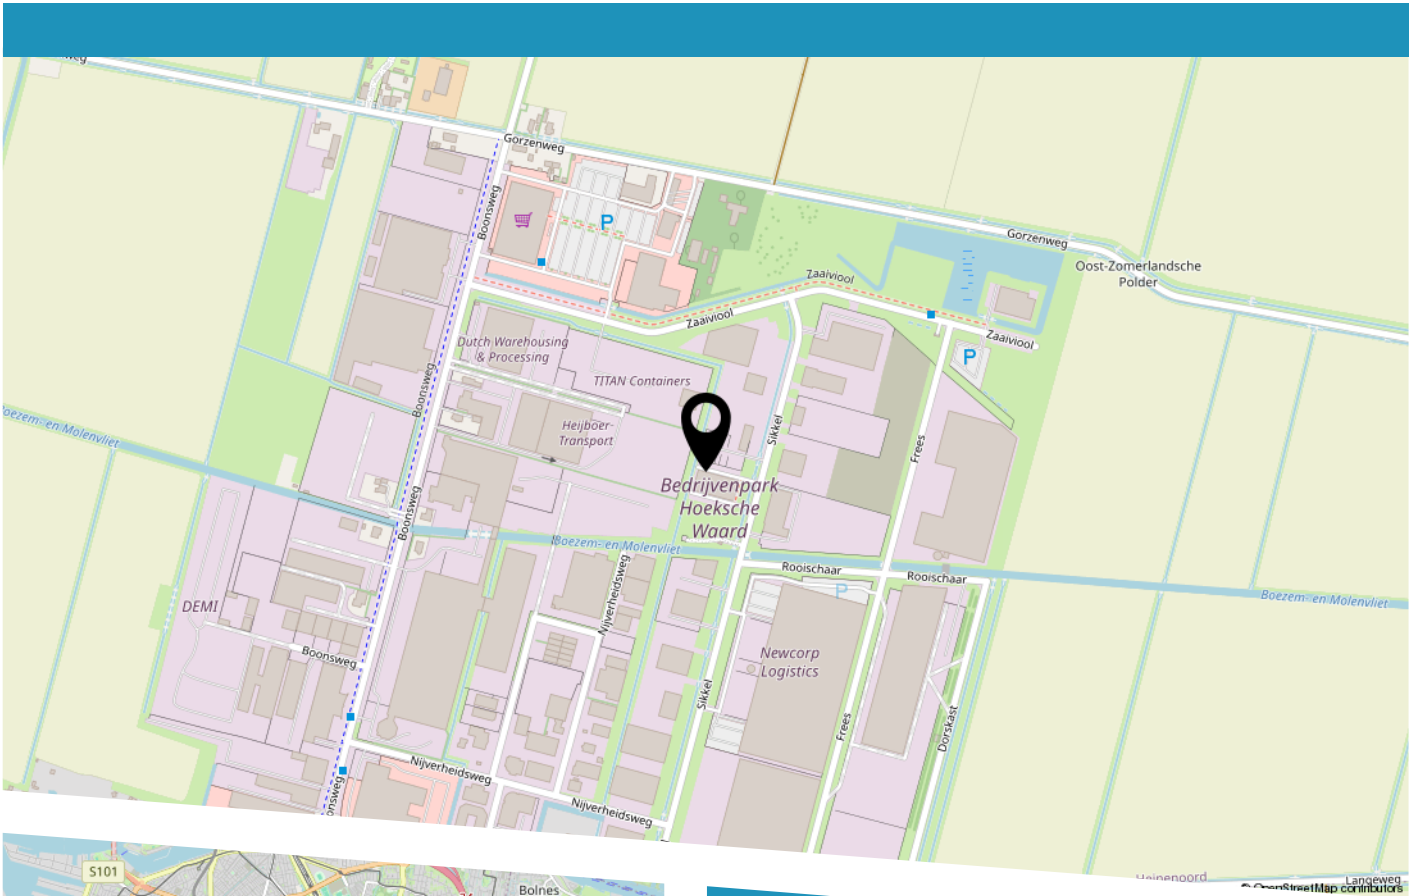 Gorzenweg
Boonsweg
P
Gorzenweg
Oost-Zomerlandsche
Polder
Zaaiviool
Zaaiviool
Zaaiviool
P
Dutch Warehousing
& Processing
TITAN Containers
Boonsweg
Heijboer-
Transport
Sikkel
Frees
Boezem- en Molenvliet
Bedrijvenpark
Hoeksche
Waard
Boonsweg
Boezem- en Molenvliet
Rooischaar
Rooischaar
P
Boezem- en Molenvliet
Nijverheidsweg
DEMI
Boonsweg
Newcorp
Logistics
Sikkel
Frees
Dorskast
Nijverheidsweg
Nijverheidsweg
S101
Bolnes
Heinenoord
Langeweg
© OpenStreetMap contributors